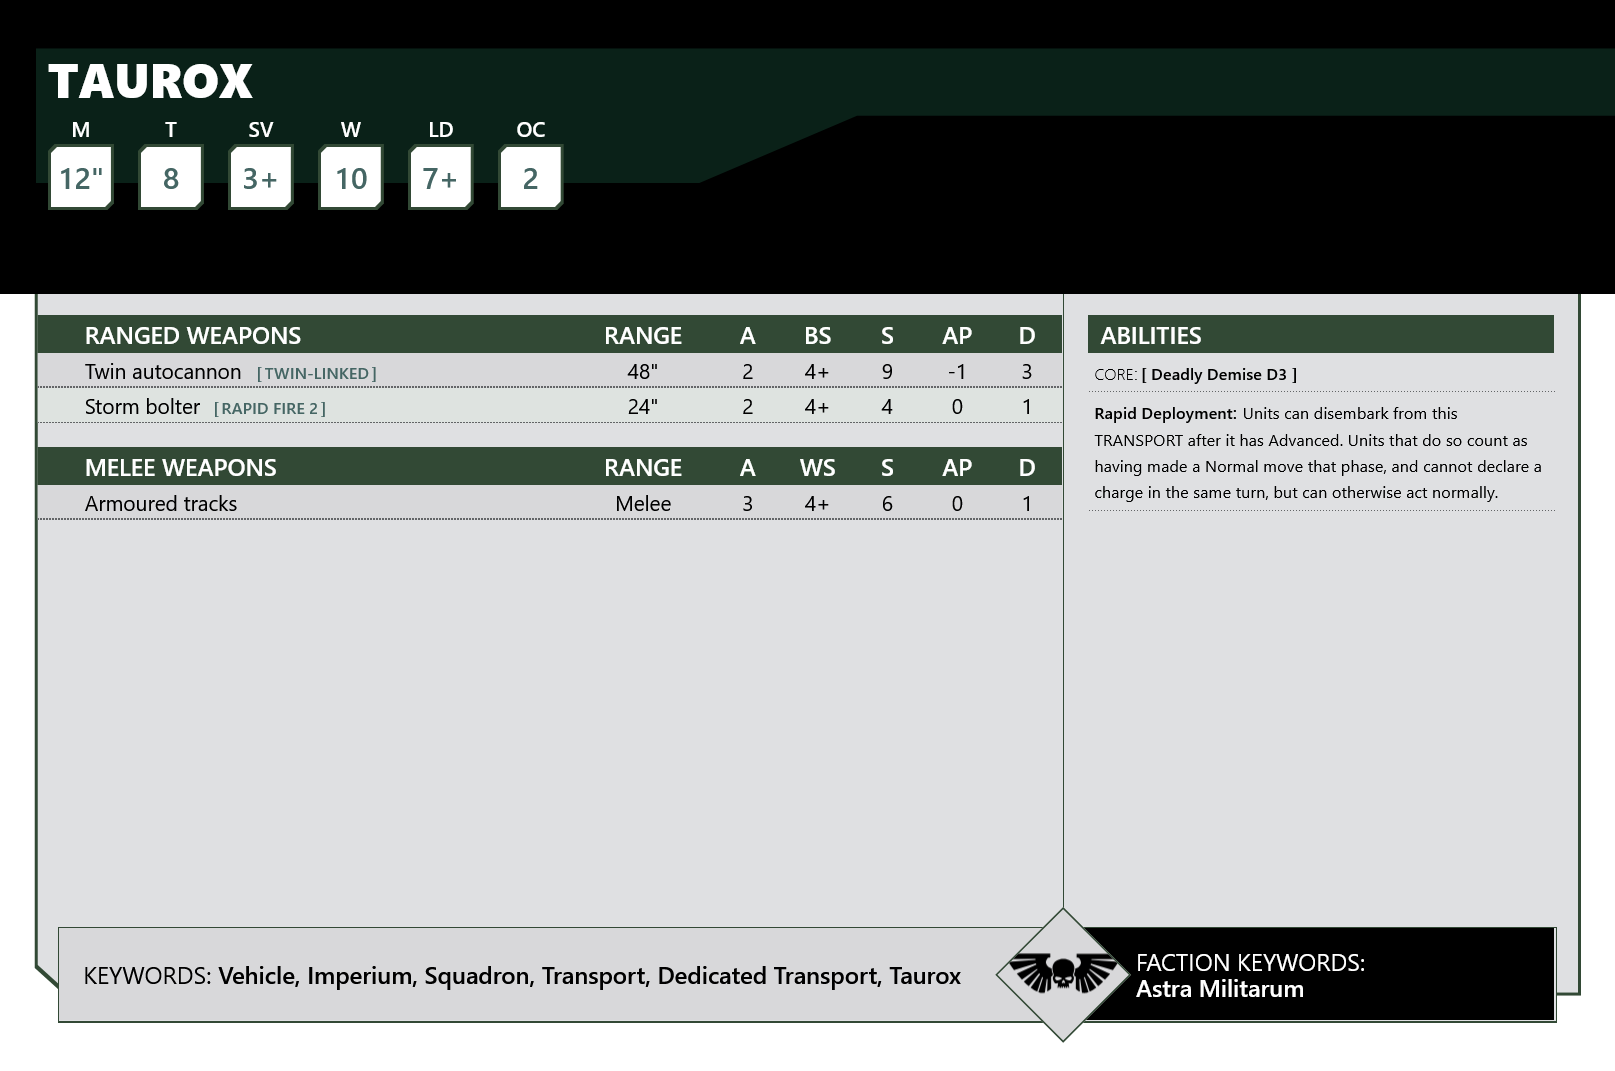 TAUROX
M T SV W LD OC
12" 8 3+ 10 7+ 2
RANGED WEAPONS RANGE A BS S AP D
Twin autocannon [TWIN-LINKED] 48" 2 4+ 9 -1 3
Storm bolter [RAPID FIRE 2] 24" 2 4+ 4 0 1
MELEE WEAPONS RANGE A WS S AP D
Armoured tracks Melee 3 4+ 6 0 1
ABILITIES
CORE: [ Deadly Demise D3 ]
Rapid Deployment: Units can disembark from this
TRANSPORT after it has Advanced. Units that do so count as
having made a Normal move that phase, and cannot declare a
charge in the same turn, but can otherwise act normally.
KEYWORDS: Vehicle, Imperium, Squadron, Transport, Dedicated Transport, Taurox
FACTION KEYWORDS:
Astra Militarum